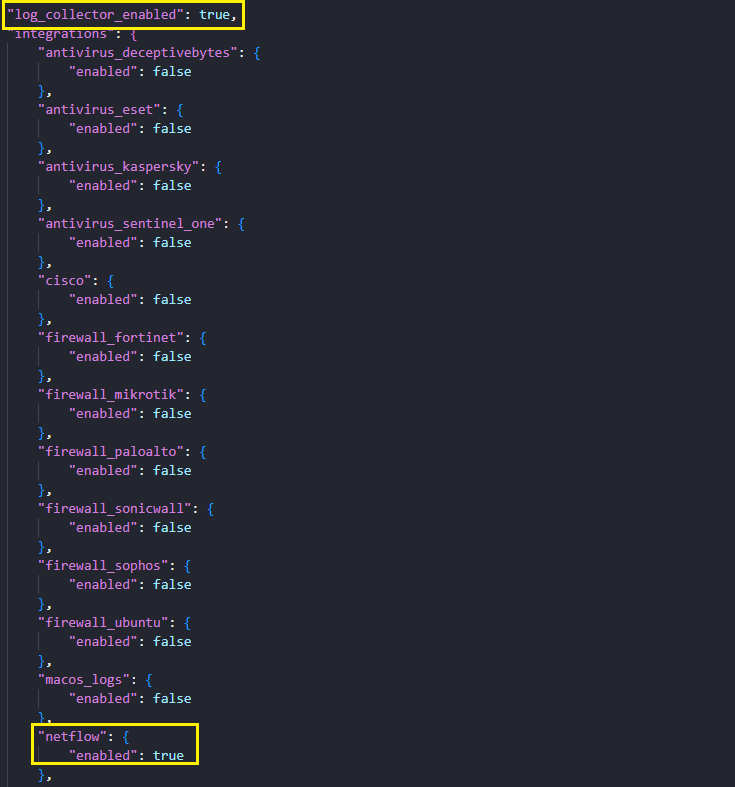 "log_collector_enabled": true,
"integrations": {
"antivirus_deceptivebytes": {
"enabled": false
},
"antivirus_eset": {
"enabled": false
},
"antivirus_kaspersky": {
"enabled": false
},
"antivirus_sentinel_one": {
"enabled": false
},
"cisco": {
"enabled": false
},
"firewall_fortinet": {
"enabled": false
},
"firewall_mikrotik": {
"enabled": false
},
"firewall_paloalto": {
"enabled": false
},
"firewall_sonicwall": {
"enabled": false
},
"firewall_sophos": {
"enabled": false
},
"firewall_ubuntu": {
"enabled": false
},
"macos_logs": {
"enabled": false
},
"netflow": {
"enabled": true
},